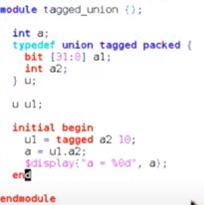 module tagged_union ();
int a;
typedef union tagged packed {
bit [31:0] a1;
int a2;
} u;
u u1;
initial begin
u1 = tagged a2 10;
a = u1.a2;
$display("a = %0d", a);
end
endmodule